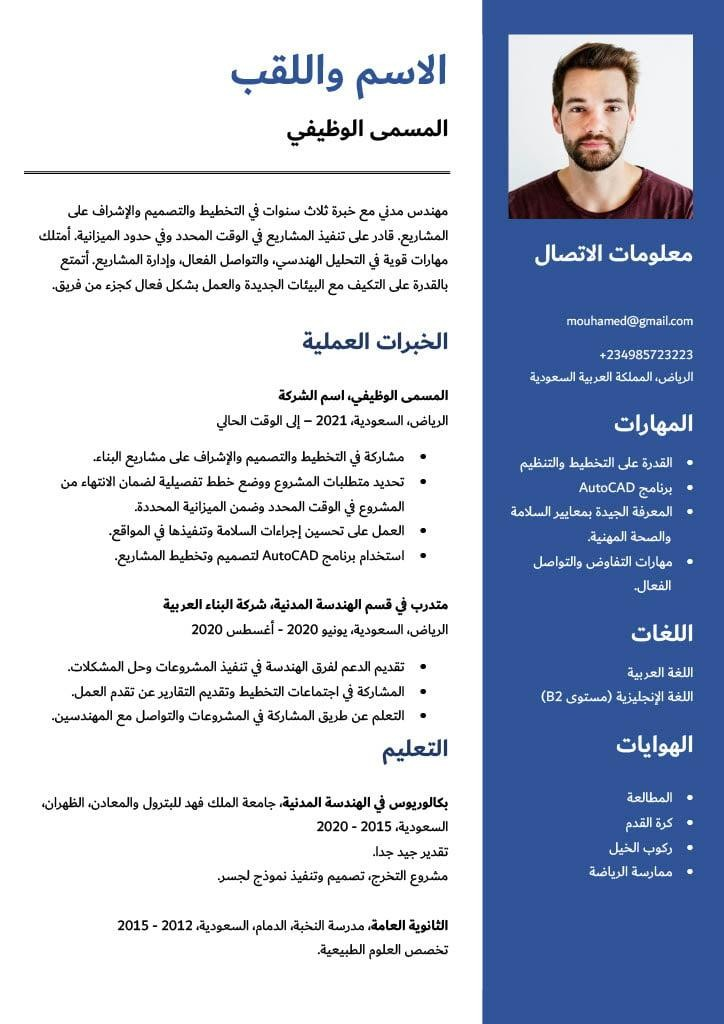 الاسم واللقب
المسمى الوظيفي
مهندس مدني مع خبرة ثلاث سنوات في التخطيط والتصميم والإشراف على
المشاريع. قادر على تنفيذ المشاريع في الوقت المحدد وفي حدود الميزانية. أمتلك
مهارات قوية في التحليل الهندسي، والتواصل الفعال، وإدارة المشاريع. أتمتع
بالقدرة على التكيف مع البيئات الجديدة والعمل بشكل فعال كجزء من فريق.
الخبرات العملية
المسمى الوظيفي، اسم الشركة
الرياض، السعودية، 2021 – إلى الوقت الحالي
• مشاركة في التخطيط والتصميم والإشراف على مشاريع البناء.
• تحديد متطلبات المشروع ووضع خطط تفصيلية لضمان الانتهاء من
المشروع في الوقت المحدد وضمن الميزانية المحددة.
• العمل على تحسين إجراءات السلامة وتنفيذها في المواقع.
• استخدام برنامج AutoCAD لتصميم وتخطيط المشاريع.
متدرب في قسم الهندسة المدنية، شركة البناء العربية
الرياض، السعودية، يونيو 2020 - أغسطس 2020
• تقديم الدعم لفرق الهندسة في تنفيذ المشروعات وحل المشكلات.
• المشاركة في اجتماعات التخطيط وتقديم التقارير عن تقدم العمل.
• التعلم عن طريق المشاركة في المشروعات والتواصل مع المهندسين.
التعليم
بكالوريوس في الهندسة المدنية، جامعة الملك فهد للبترول والمعادن، الظهران،
السعودية، 2015 - 2020
تقدير جيد جدا.
مشروع التخرج، تصميم وتنفيذ نموذج لجسر.
الثانوية العامة، مدرسة النخبة، الدمام، السعودية، 2012 - 2015
تخصص العلوم الطبيعية.
معلومات الاتصال
mouhamed@gmail.com
+234985723223
الرياض، المملكة العربية السعودية
المهارات
• القدرة على التخطيط والتنظيم
• برنامج AutoCAD
• المعرفة الجيدة بمعايير السلامة
والصحة المهنية.
• مهارات التفاوض والتواصل
الفعال.
اللغات
اللغة العربية
اللغة الإنجليزية (مستوى B2)
الهوايات
• المطالعة
• كرة القدم
• ركوب الخيل
• ممارسة الرياضة